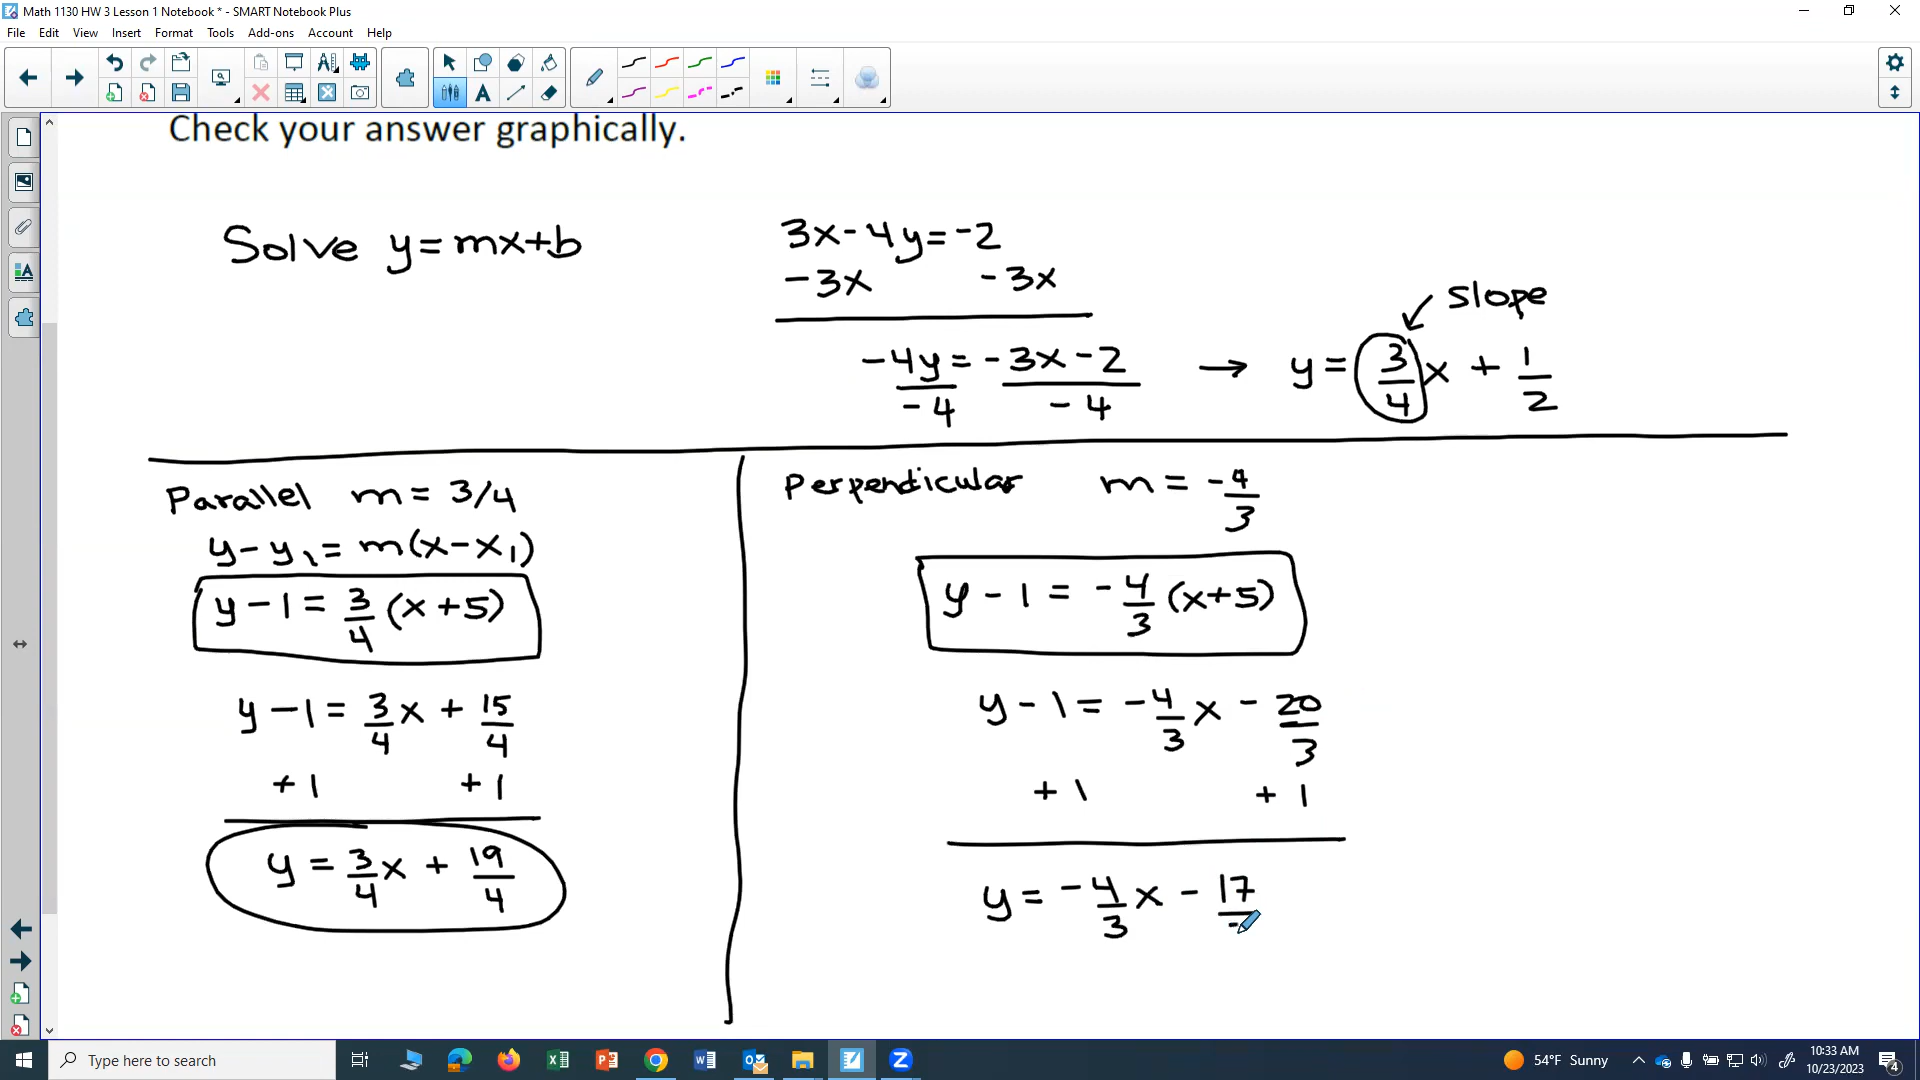 Math 1130 HW 3 Lesson 1 Notebook * - SMART Notebook Plus
File Edit View Insert Format Tools Add-ons Account Help
Check your answer graphically.
Solve y=mx+b
3x-4y=-2
-3x -3x
-4y = -3x-2
-4 -4
→ y = 3/4 x + 1/2
slope
Parallel m = 3/4
y-y₁ = m(x-x₁)
y-1 = 3/4 (x+5)
y-1 = 3/4 x + 15/4
+1 +1
y = 3/4 x + 19/4
Perpendicular m = -4/3
y-1 = -4/3 (x+5)
y-1 = -4/3 x - 20/3
+1 +1
y = -4/3 x - 17
Type here to search
54°F Sunny
10:33 AM
10/23/2023
4